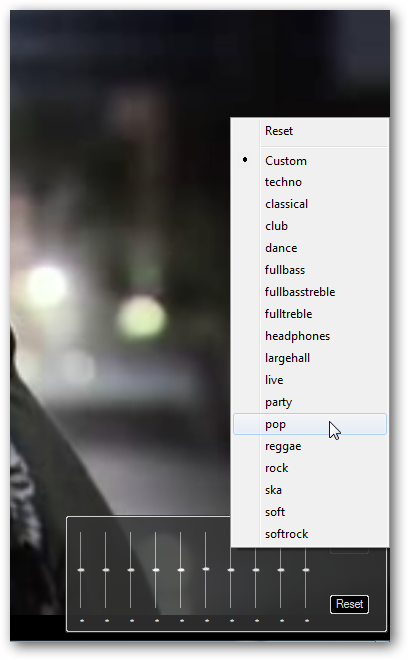 Reset
Custom
techno
classical
club
dance
fullbass
fullbasstreble
fulltreble
headphones
largehall
live
party
pop
reggae
rock
ska
soft
softrock
Reset